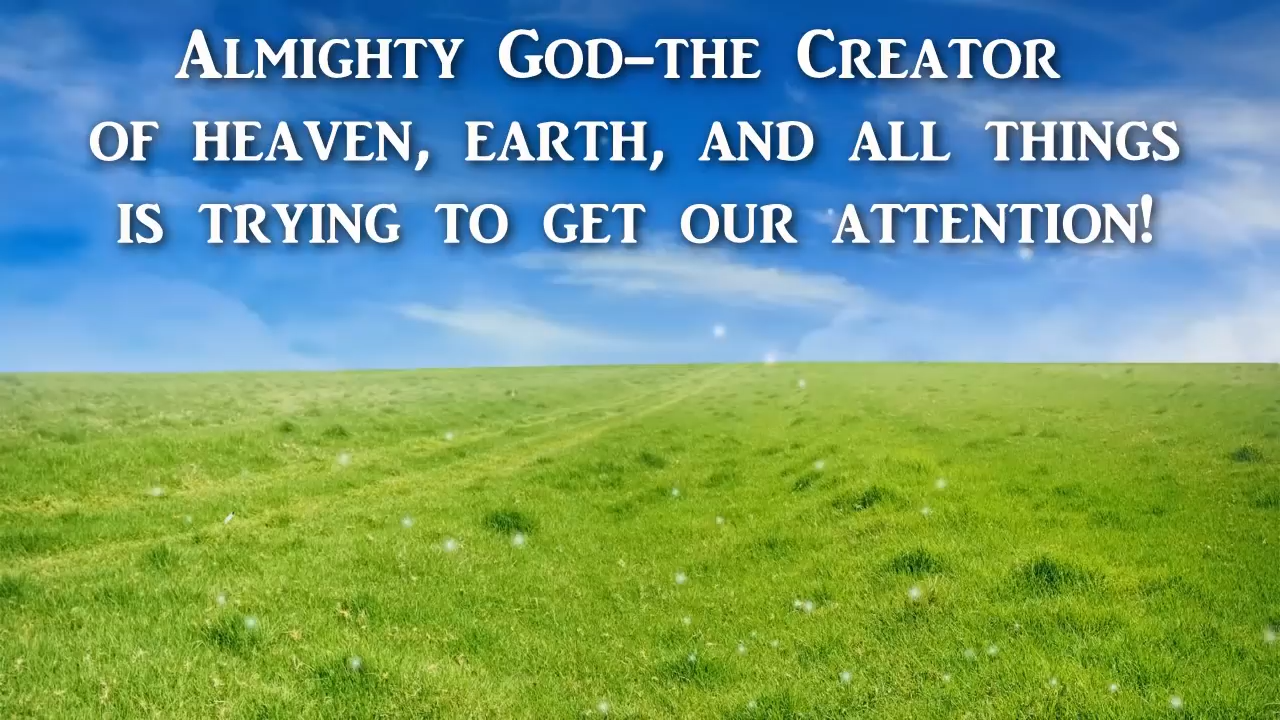 Almighty God–the Creator
of heaven, earth, and all things
is trying to get our attention!